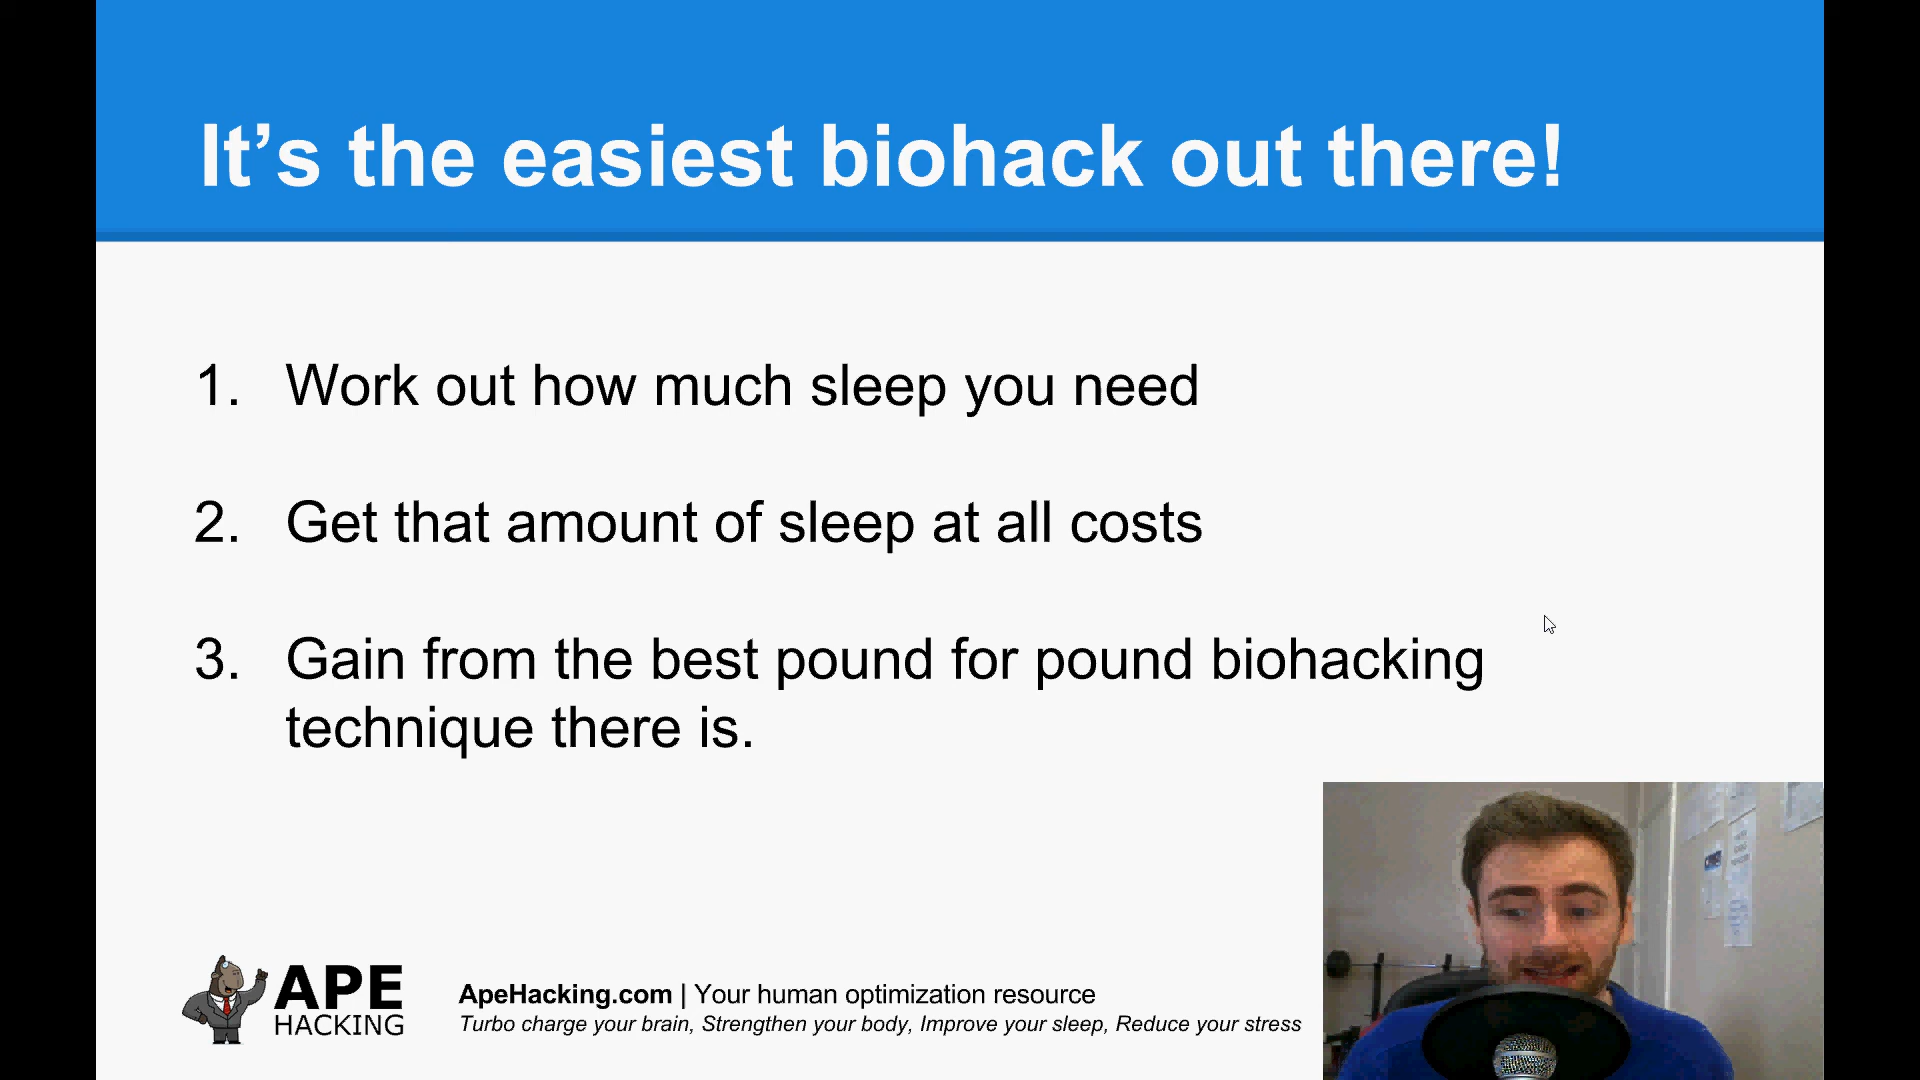 It’s the easiest biohack out there!
1. Work out how much sleep you need
2. Get that amount of sleep at all costs
3. Gain from the best pound for pound biohacking
technique there is.
APE
HACKING
ApeHacking.com | Your human optimization resource
Turbo charge your brain, Strengthen your body, Improve your sleep, Reduce your stress